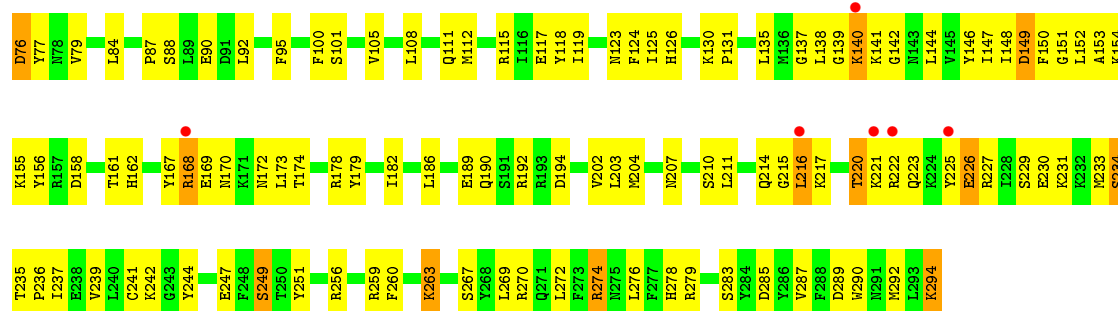 D76 Y77 N78 V79 L84 P87 S88 L89 E90 D91 L92 F95 F100 S101 V105 L108 Q111 M112 R115 I116 E117 Y118 I119 N123 F124 I125 H126 K130 P131 L135 M136 G137 L138 G139 K140 K141 G142 N143 L144 V145 Y146 I147 I148 D149 F150 G151 L152 A153 K154
K155 Y156 R157 D158 T161 H162 Y167 R168 E169 N170 K171 N172 L173 T174 R178 Y179 I182 L186 E189 Q190 S191 R192 R193 D194 V202 L203 M204 N207 S210 L211 Q214 G215 L216 K217 T220 K221 R222 Q223 K224 Y225 E226 R227 I228 S229 E230 K231 K232 M233 S234
T235 P236 I237 E238 V239 L240 C241 K242 G243 Y244 E247 F248 S249 T250 Y251 R256 R259 F260 K263 S267 Y268 L269 R270 Q271 L272 F273 R274 N275 L276 F277 H278 R279 S283 Y284 D285 Y286 V287 F288 D289 W290 N291 M292 L293 K294